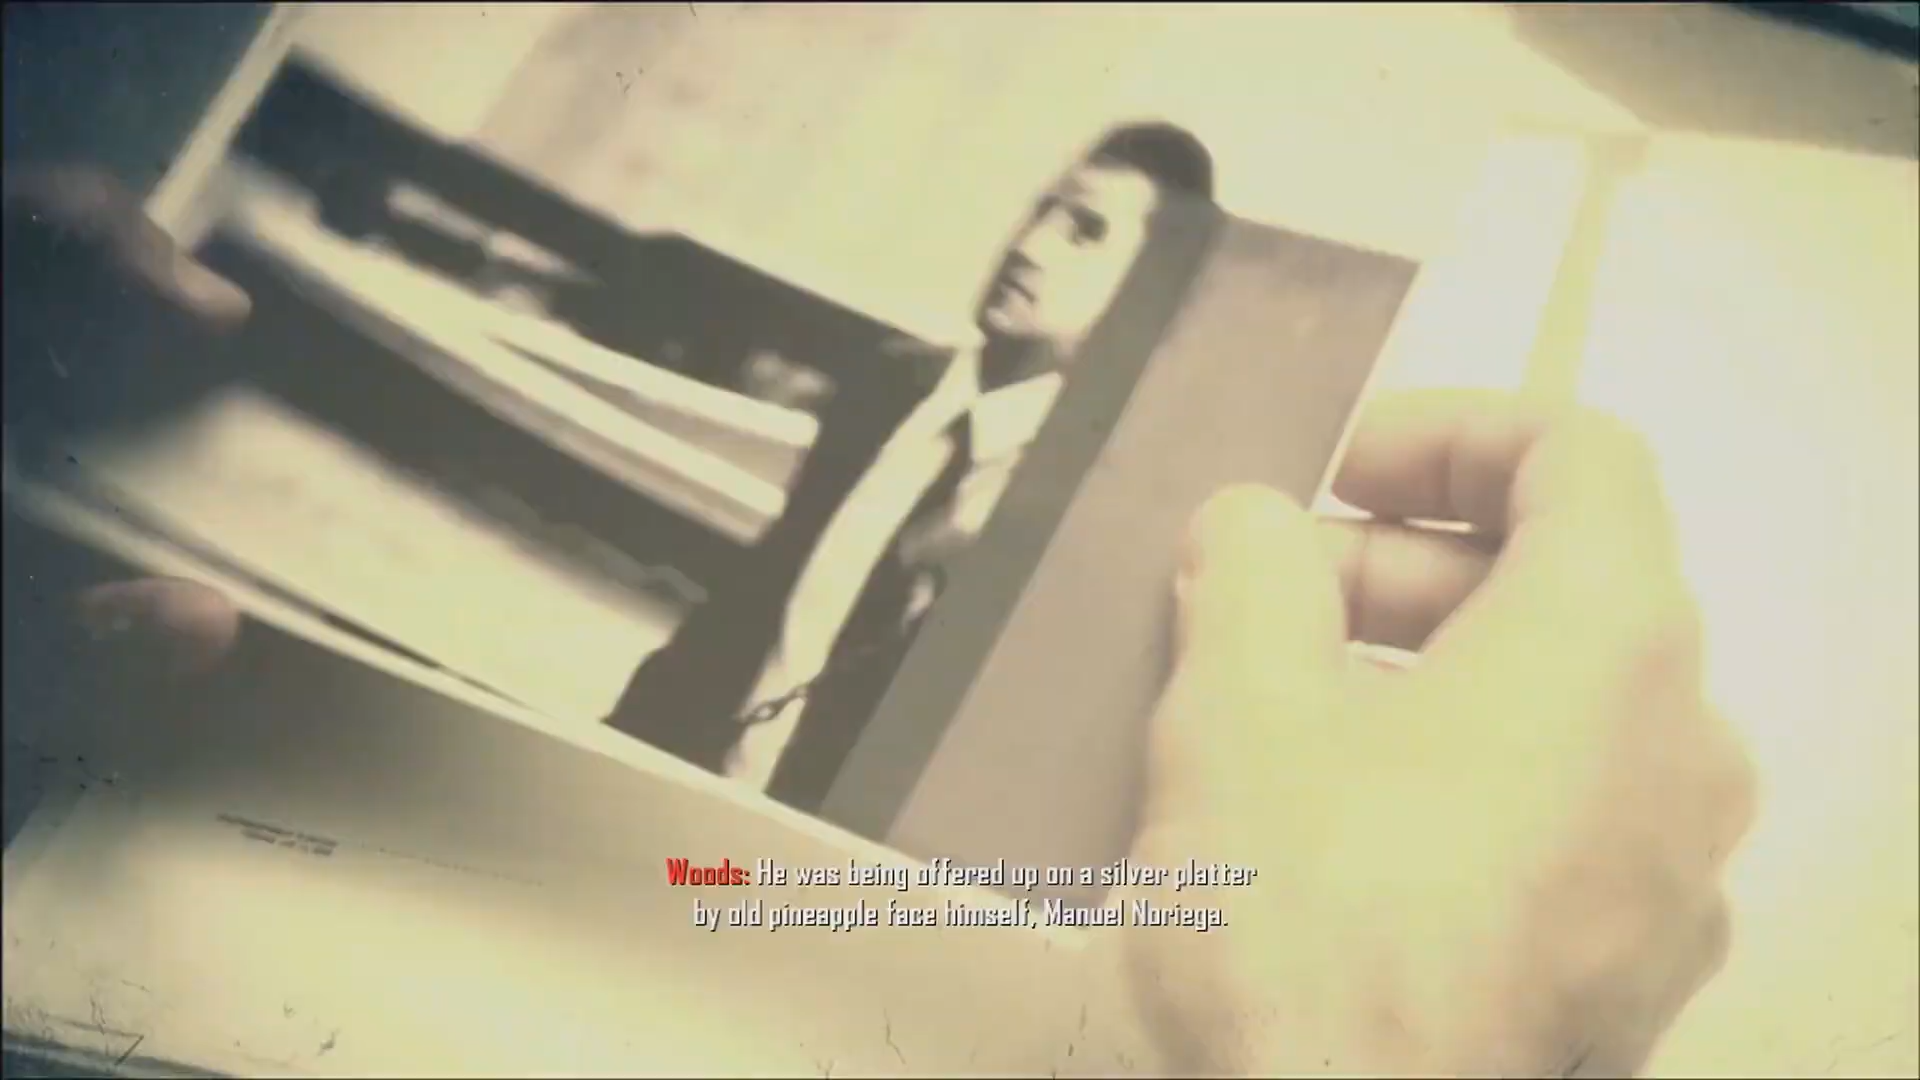 Woods: He was being offered up on a silver platter
by old pineapple face himself, Manuel Noriega.